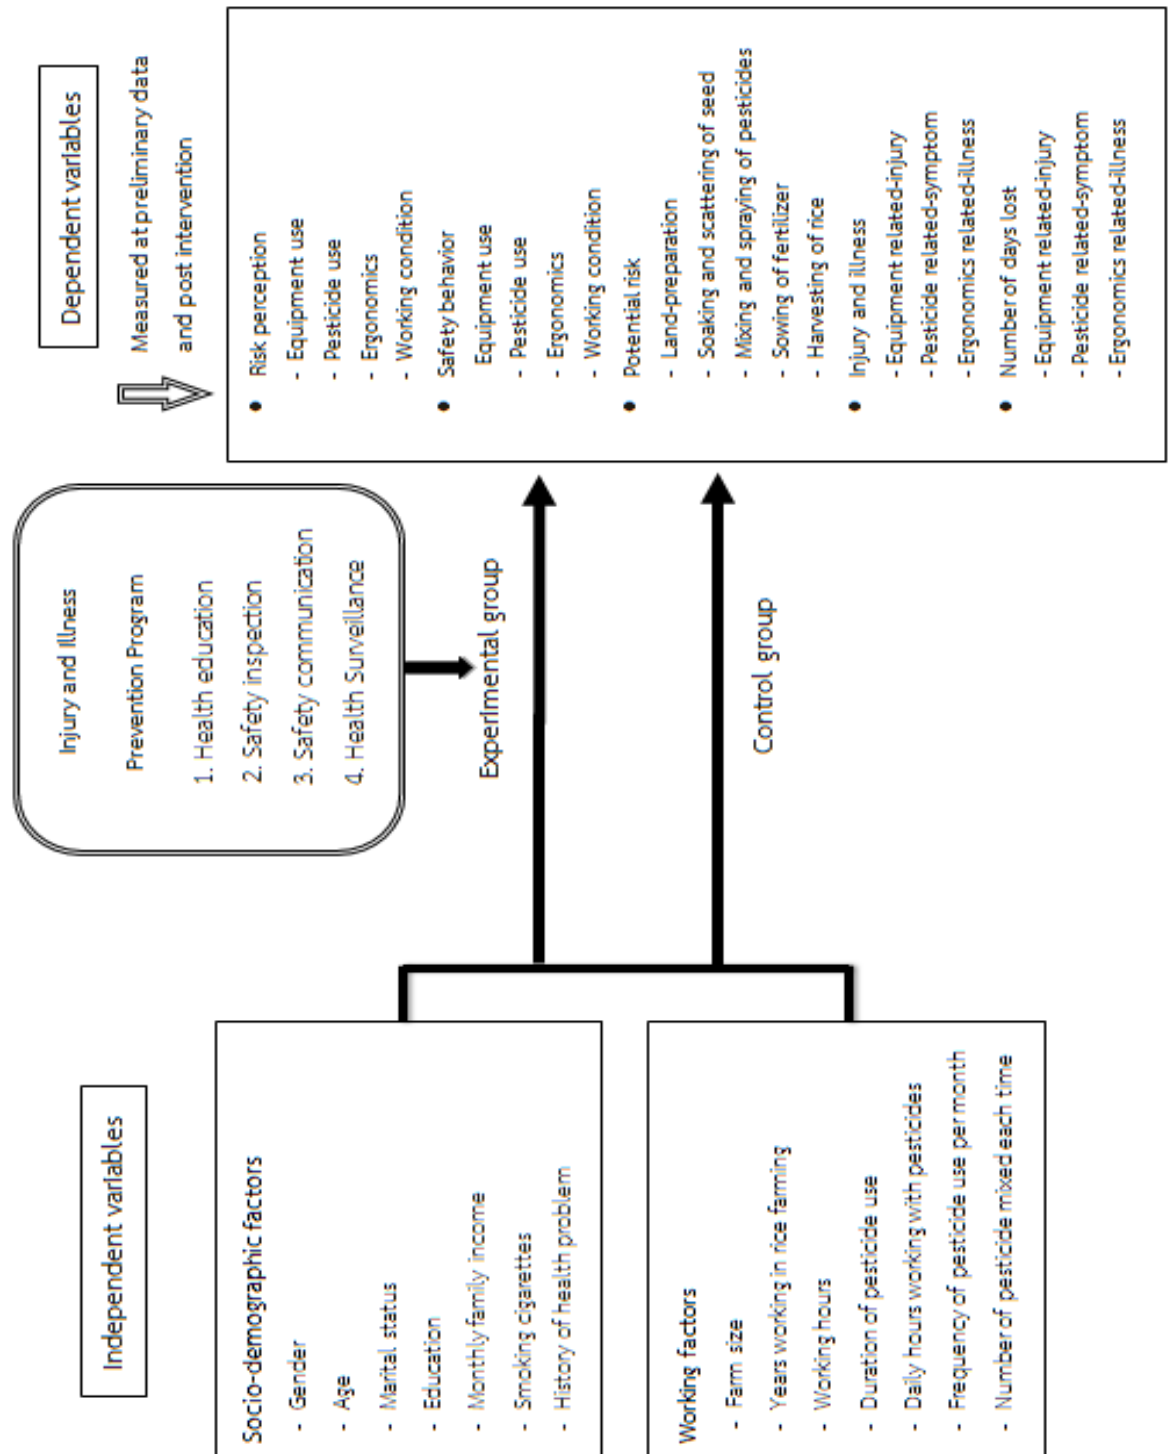 Independent variables
Socio-demographic factors
- Gender
- Age
- Marital status
- Education
- Monthly family income
- Smoking cigarettes
- History of health problem
Working factors
- Farm size
- Years working in rice farming
- Working hours
- Duration of pesticide use
- Daily hours working with pesticides
- Frequency of pesticide use per month
- Number of pesticide mixed each time
Injury and Illness
Prevention Program
1. Health education
2. Safety inspection
3. Safety communication
4. Health Surveillance
Experimental group
Control group
Dependent variables
Measured at preliminary data
and post intervention
• Risk perception
- Equipment use
- Pesticide use
- Ergonomics
- Working condition
• Safety behavior
Equipment use
- Pesticide use
- Ergonomics
- Working condition
• Potential risk
- Land-preparation
- Soaking and scattering of seed
- Mixing and spraying of pesticides
- Sowing of fertilizer
- Harvesting of rice
• Injury and illness
- Equipment related-injury
- Pesticide related-symptom
- Ergonomics related-illness
• Number of days lost
- Equipment related-injury
- Pesticide related-symptom
- Ergonomics related-illness